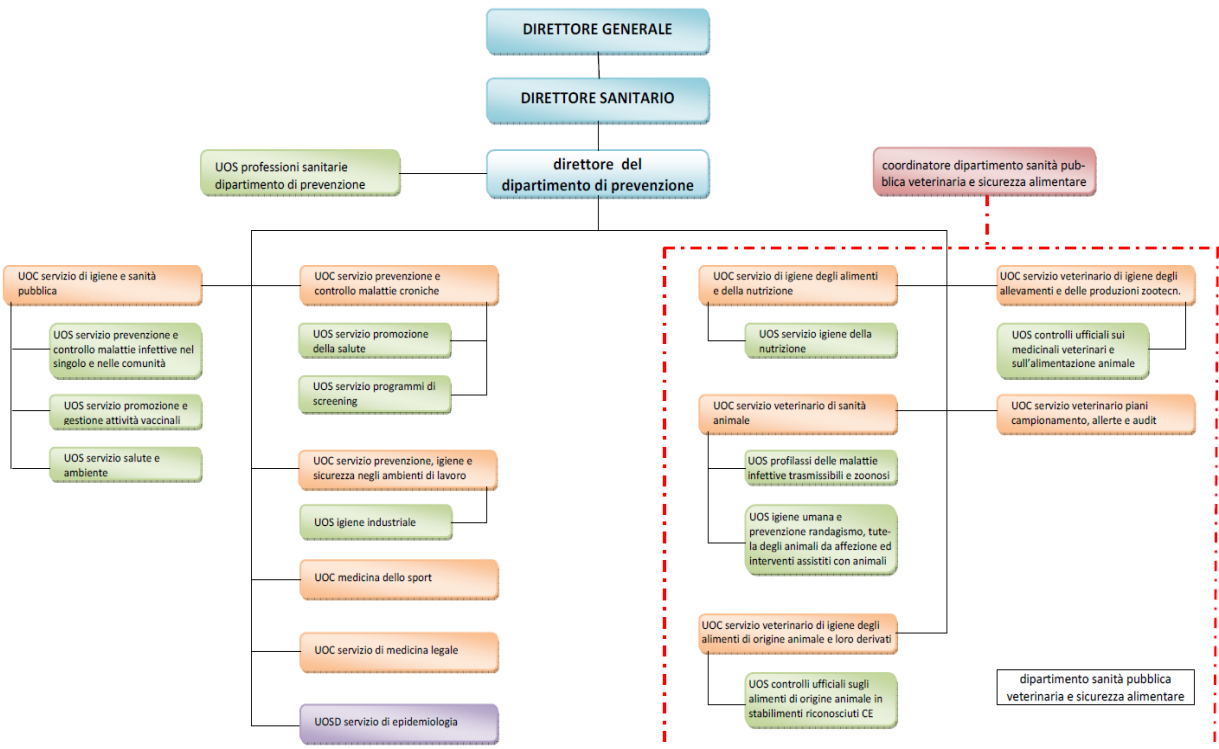 DIRETTORE GENERALE
DIRETTORE SANITARIO
UOS professioni sanitarie
dipartimento di prevenzione
direttore del
dipartimento di prevenzione
coordinatore dipartimento sanità pub-
blica veterinaria e sicurezza alimentare
UOC servizio di igiene e sanità
pubblica
UOS servizio prevenzione e
controllo malattie infettive nel
singolo e nelle comunità
UOS servizio promozione e
gestione attività vaccinali
UOS servizio salute e
ambiente
UOC servizio prevenzione e
controllo malattie croniche
UOS servizio promozione
della salute
UOS servizio programmi di
screening
UOC servizio prevenzione, igiene e
sicurezza negli ambienti di lavoro
UOS igiene industriale
UOC medicina dello sport
UOC servizio di medicina legale
UOSD servizio di epidemiologia
UOC servizio di igiene degli alimenti
e della nutrizione
UOS servizio igiene della
nutrizione
UOC servizio veterinario di sanità
animale
UOS profilassi delle malattie
infettive trasmissibili e zoonosi
UOS igiene umana e
prevenzione randagismo, tute-
la degli animali da affezione ed
interventi assistiti con animali
UOC servizio veterinario di igiene degli
alimenti di origine animale e loro derivati
UOS controlli ufficiali sugli
alimenti di origine animale in
stabilimenti riconosciuti CE
UOC servizio veterinario di igiene degli
allevamenti e delle produzioni zootecn.
UOS controlli ufficiali sui
medicinali veterinari e
sull'alimentazione animale
UOC servizio veterinario piani
campionamento, allerte e audit
dipartimento sanità pubblica
veterinaria e sicurezza alimentare